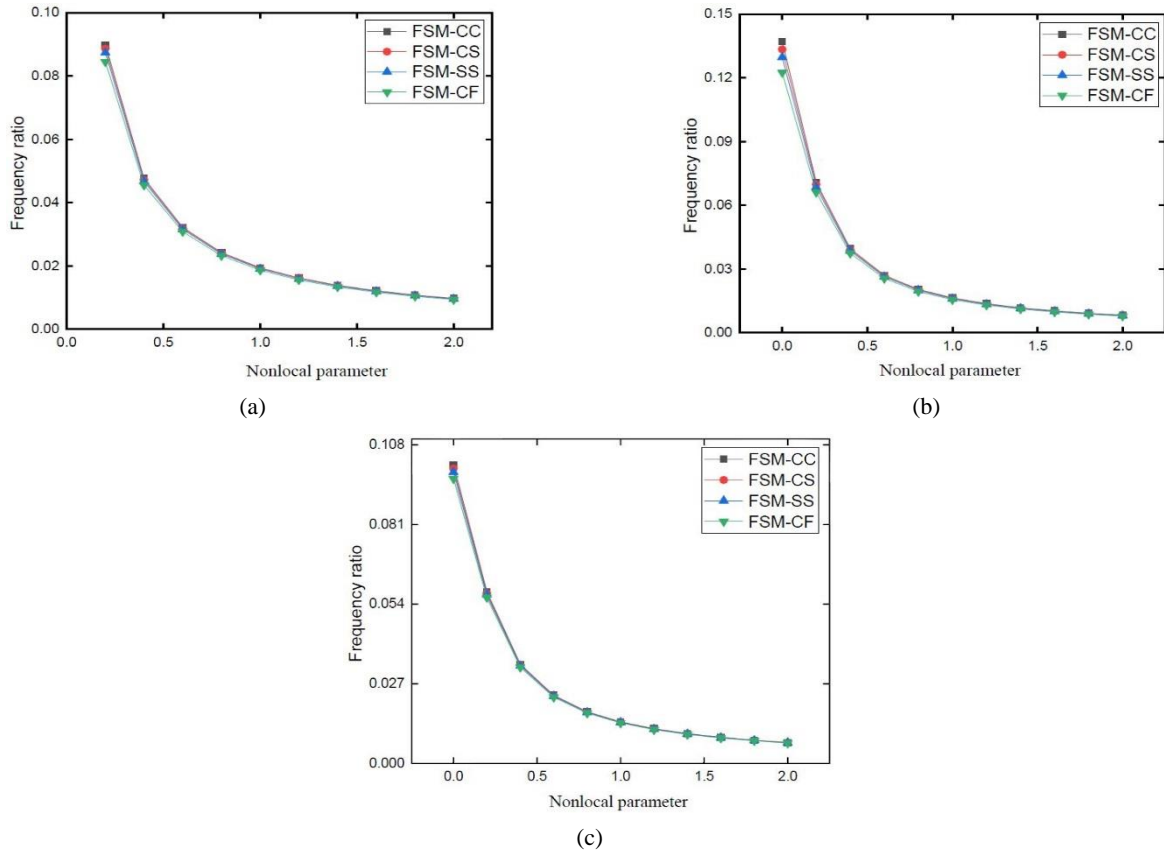 0.10
0.08
0.06
0.04
0.02
0.00
Frequency ratio
FSM-CC
FSM-CS
FSM-SS
FSM-CF
0.0 0.5 1.0 1.5 2.0
Nonlocal parameter
(a)
0.15
0.12
0.09
0.06
0.03
0.00
Frequency ratio
FSM-CC
FSM-CS
FSM-SS
FSM-CF
0.0 0.5 1.0 1.5 2.0
Nonlocal parameter
(b)
0.108
0.081
0.054
0.027
0.000
Frequency ratio
FSM-CC
FSM-CS
FSM-SS
FSM-CF
0.0 0.5 1.0 1.5 2.0
Nonlocal parameter
(c)